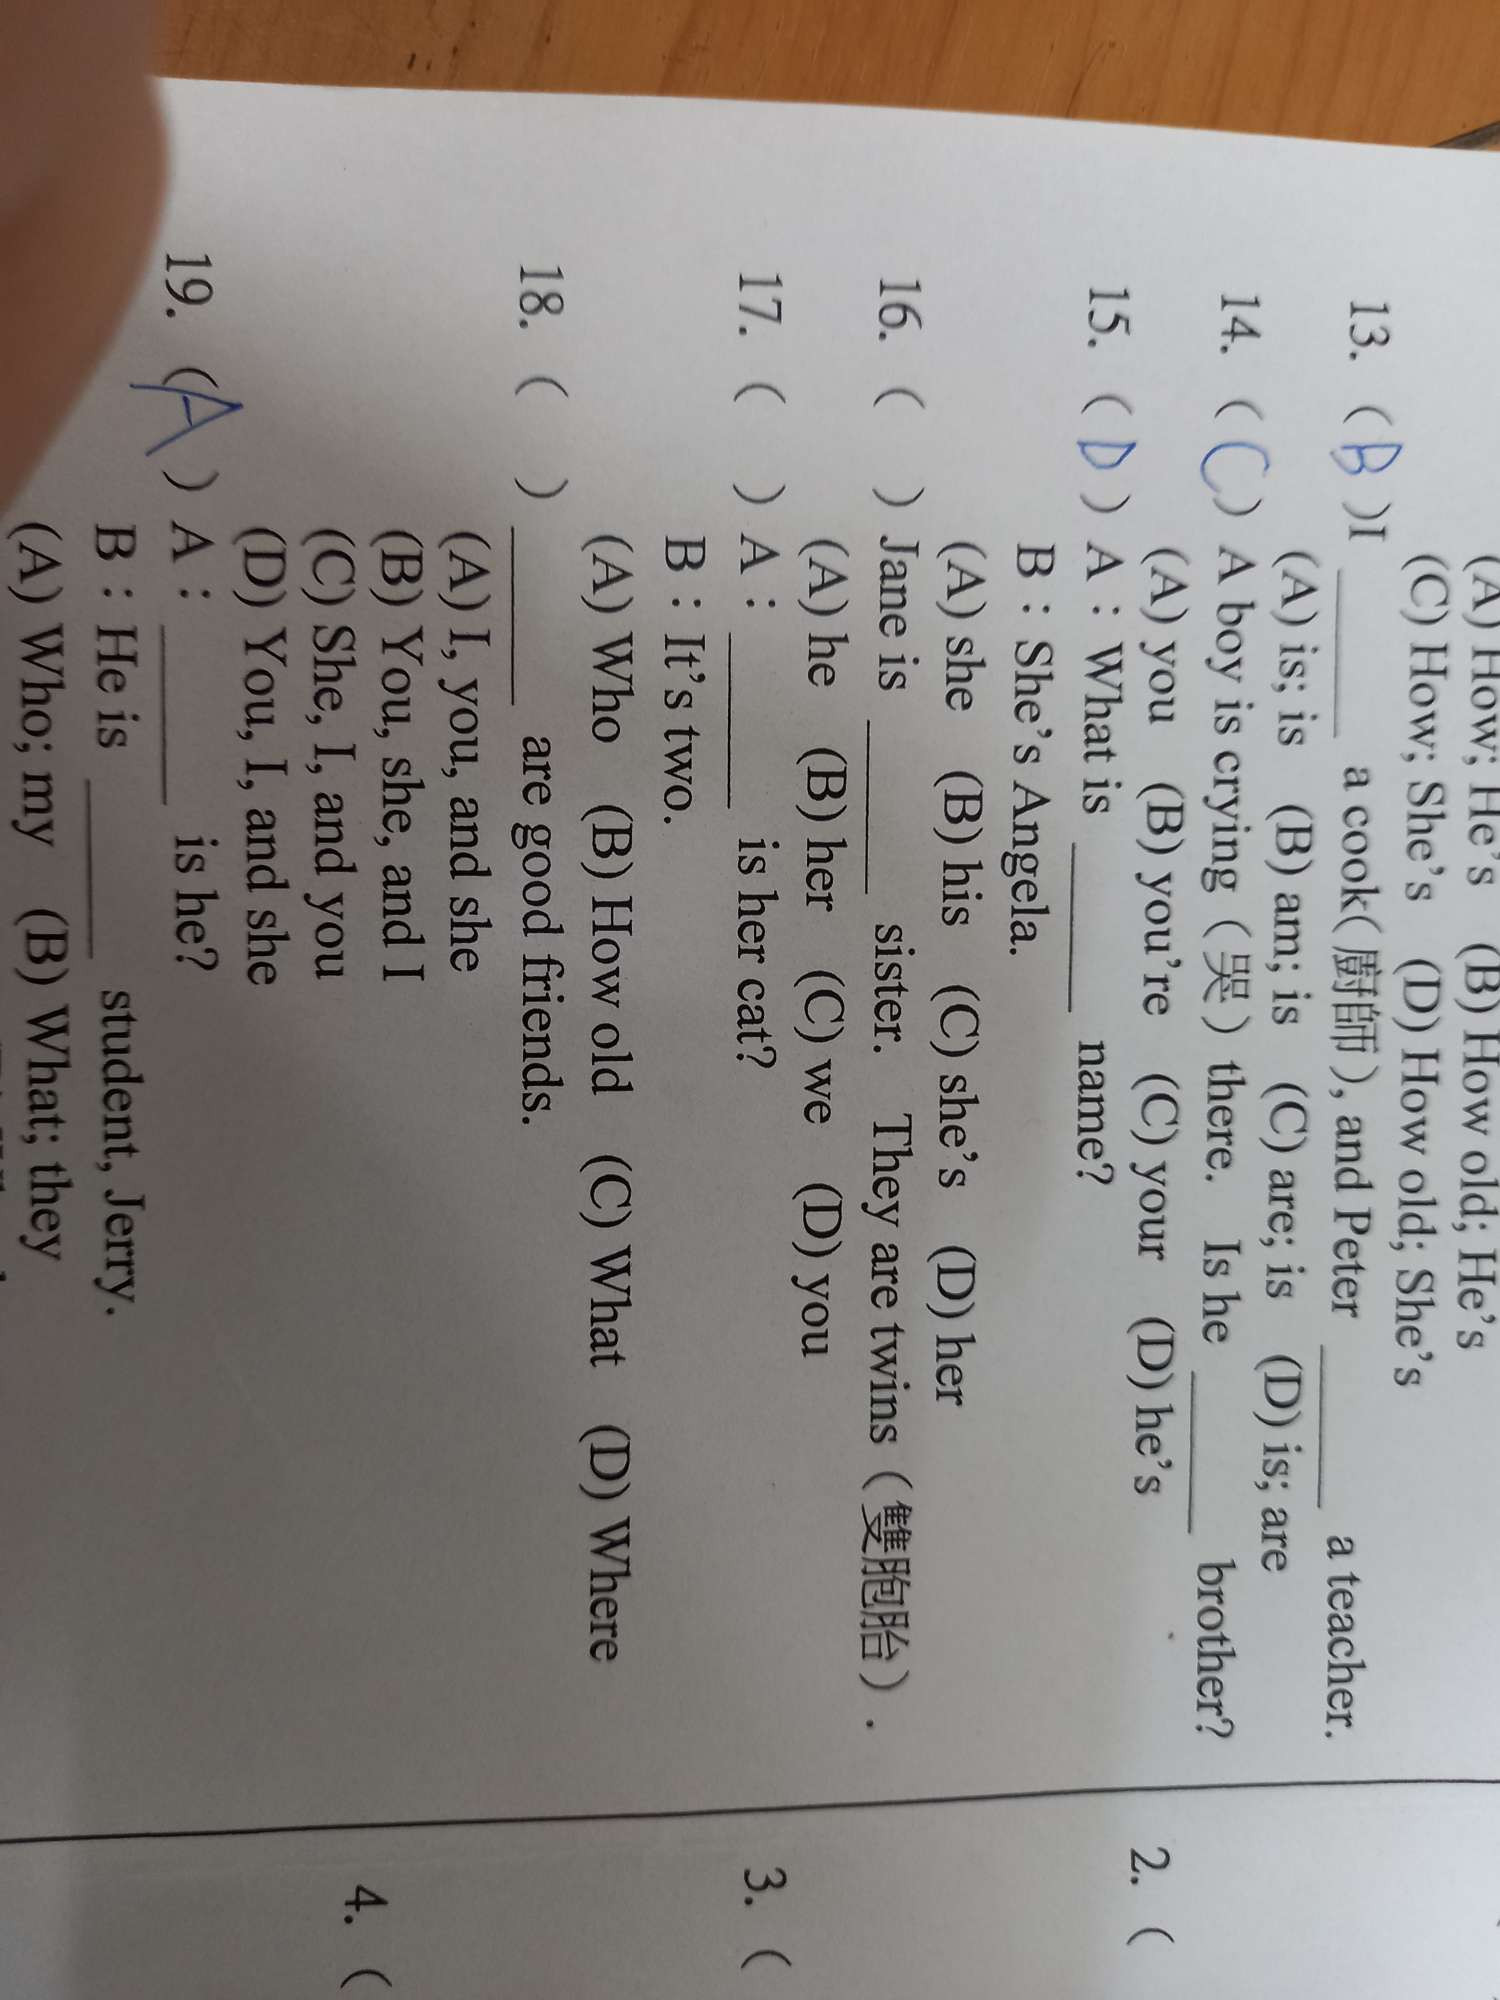 (A) How; He's (B) How old; He's
(C) How; She's (D) How old; She's
13. ( B )I ______ a cook(廚師), and Peter ______ a teacher.
(A) is; is (B) am; is (C) are; is (D) is; are
14. ( C ) A boy is crying(哭)there. Is he ______ brother?
(A) you (B) you're (C) your (D) he's
15. ( D ) A：What is ______ name?
B：She's Angela.
(A) she (B) his (C) she's (D) her
16. ( ) Jane is ______ sister. They are twins(雙胞胎).
(A) he (B) her (C) we (D) you
17. ( ) A：______ is her cat?
B：It's two.
(A) Who (B) How old (C) What (D) Where
18. ( ) ______ are good friends.
(A) I, you, and she
(B) You, she, and I
(C) She, I, and you
(D) You, I, and she
19. ( A ) A：______ is he?
B：He is ______ student, Jerry.
(A) Who; my (B) What; they
2. (
3. (
4. (